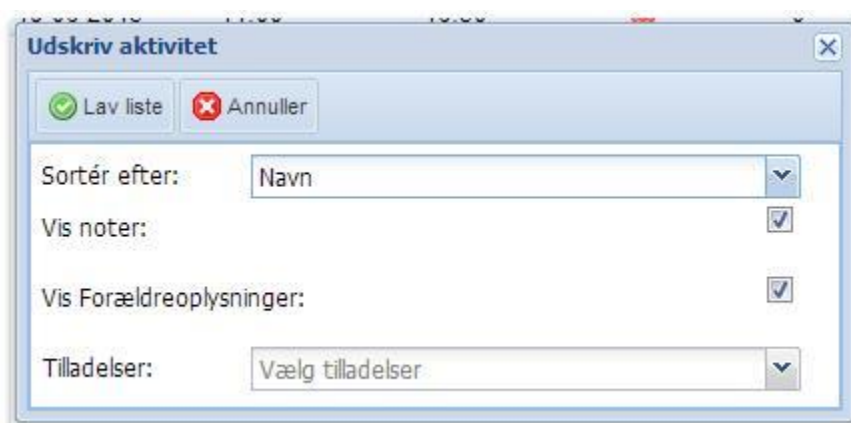 Udskriv aktivitet
Lav liste Annuller
Sortér efter: Navn
Vis noter:
Vis Forældreoplysninger:
Tilladelser: Vælg tilladelser